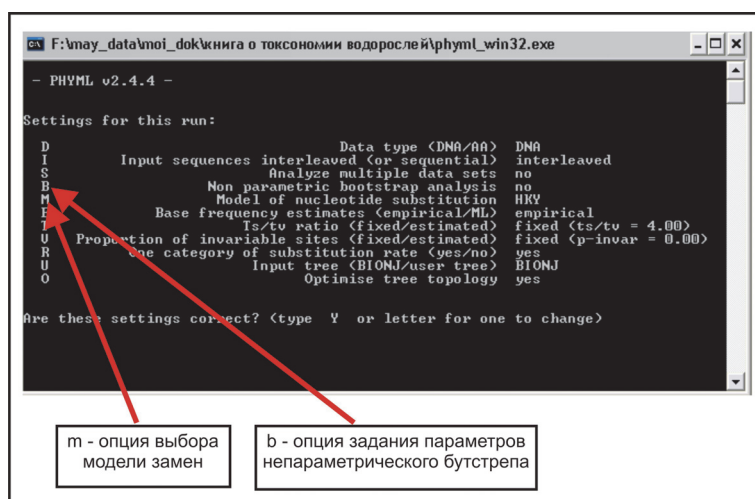 F:\may_data\moi_dok\книга о токсономии водорослей\phyml_win32.exe
- PHYML v2.4.4 -
Settings for this run:
D Data type (DNA/AA) DNA
I Input sequences interleaved (or sequential) interleaved
S Analyze multiple data sets no
B Non parametric bootstrap analysis no
M Model of nucleotide substitution HKY
E Base frequency estimates (empirical/ML) empirical
T Ts/tv ratio (fixed/estimated) fixed (ts/tv = 4.00)
V Proportion of invariable sites (fixed/estimated) fixed (p-invar = 0.00)
R One category of substitution rate (yes/no) yes
U Input tree (BIONJ/user tree) BIONJ
O Optimise tree topology yes
Are these settings correct? (type Y or letter for one to change)
m - опция выбора
модели замен
b - опция задания параметров
непараметрического бутстрепа